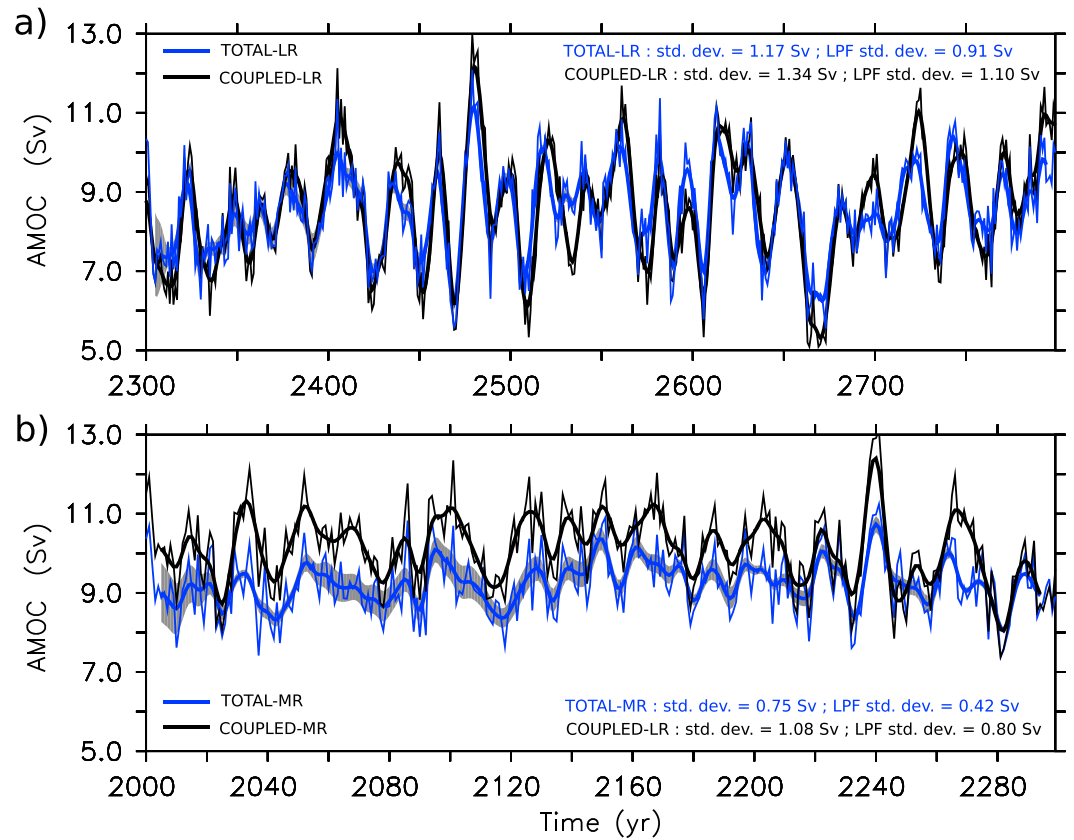 a)
13.0
11.0
9.0
7.0
5.0
AMOC (Sv)
TOTAL-LR
COUPLED-LR
TOTAL-LR : std. dev. = 1.17 Sv ; LPF std. dev. = 0.91 Sv
COUPLED-LR : std. dev. = 1.34 Sv ; LPF std. dev. = 1.10 Sv
2300 2400 2500 2600 2700
b)
13.0
11.0
9.0
7.0
5.0
AMOC (Sv)
TOTAL-MR
COUPLED-MR
TOTAL-MR : std. dev. = 0.75 Sv ; LPF std. dev. = 0.42 Sv
COUPLED-LR : std. dev. = 1.08 Sv ; LPF std. dev. = 0.80 Sv
2000 2040 2080 2120 2160 2200 2240 2280
Time (yr)